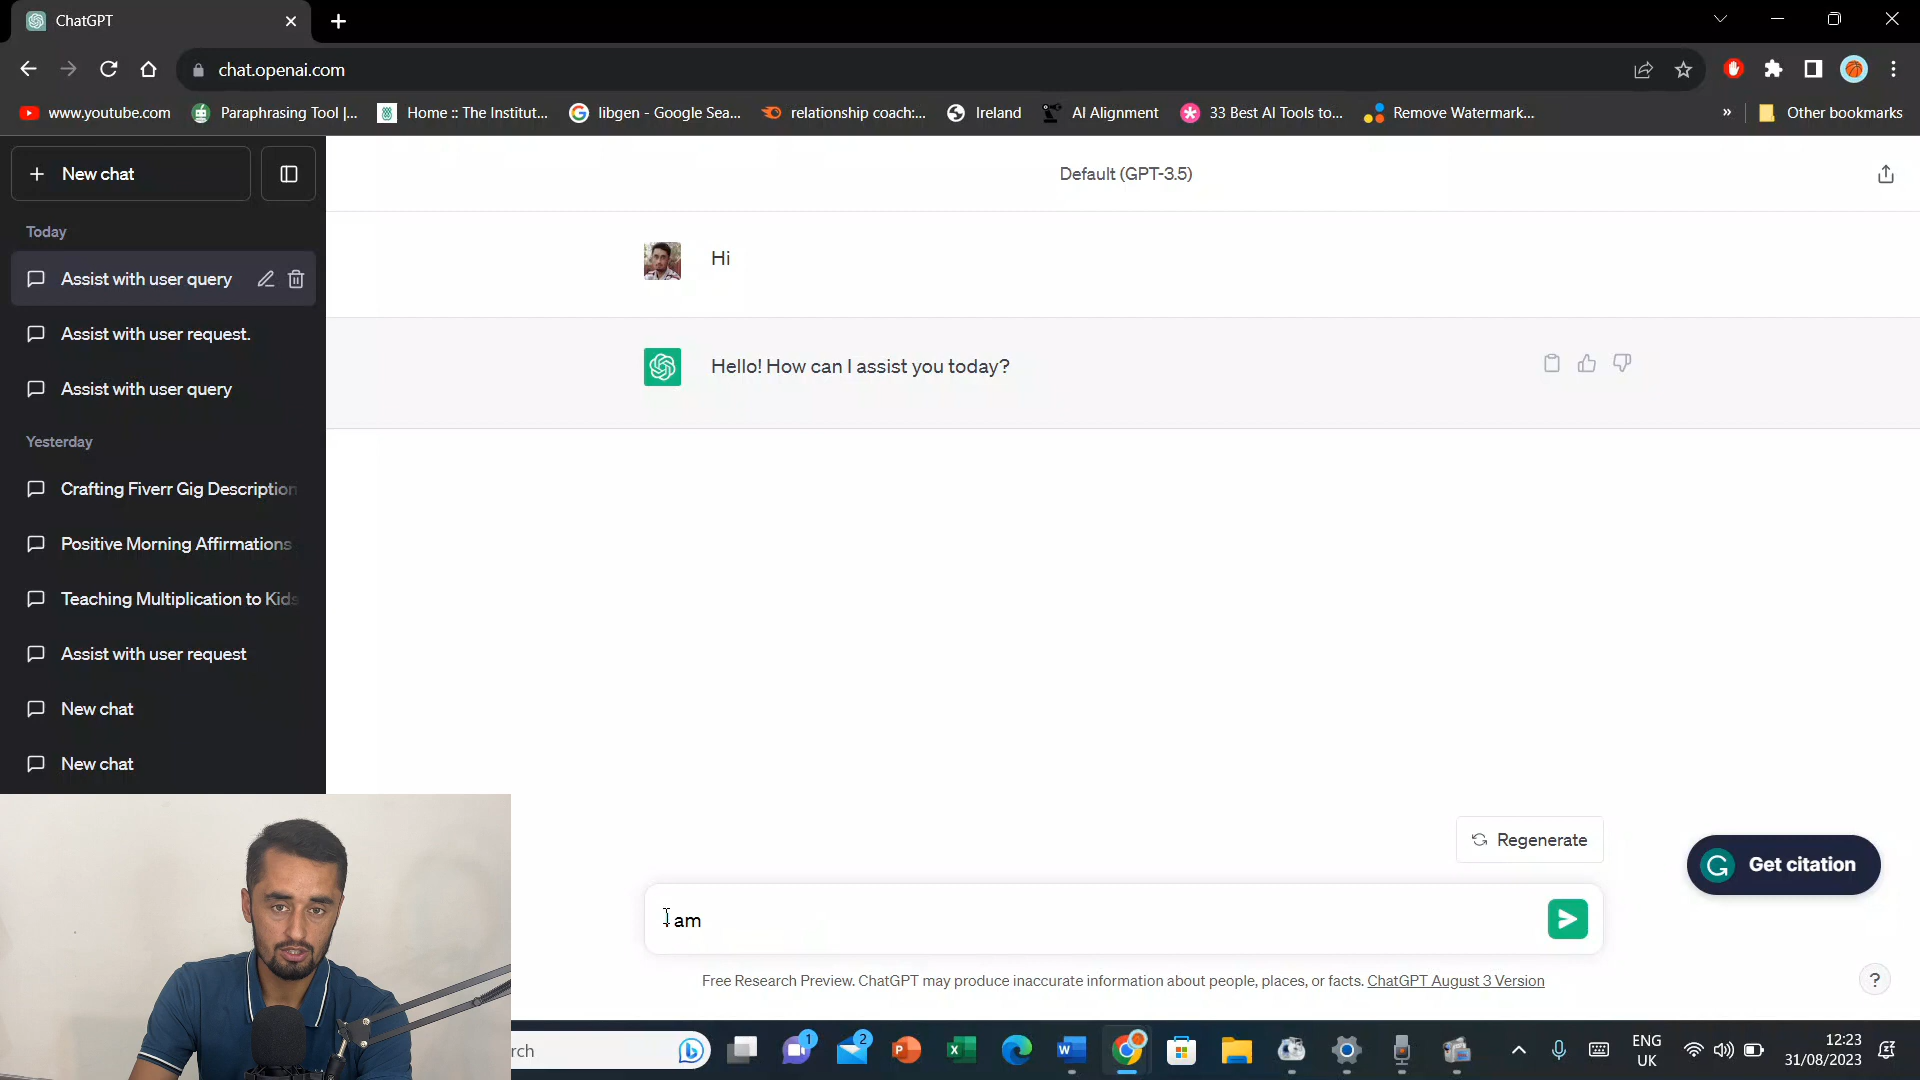 ChatGPT
chat.openai.com
www.youtube.com
Paraphrasing Tool |...
Home :: The Institut...
libgen - Google Sea...
relationship coach:...
Ireland
AI Alignment
33 Best AI Tools to...
Remove Watermark...
»
Other bookmarks
+ New chat
Default (GPT-3.5)
Today
Assist with user query
Assist with user request.
Assist with user query
Yesterday
Crafting Fiverr Gig Description
Positive Morning Affirmations
Teaching Multiplication to Kids
Assist with user request
New chat
New chat
Hi
Hello! How can I assist you today?
Regenerate
Get citation
I am
Free Research Preview. ChatGPT may produce inaccurate information about people, places, or facts. ChatGPT August 3 Version
?
rch
1
2
ENG
UK
12:23
31/08/2023